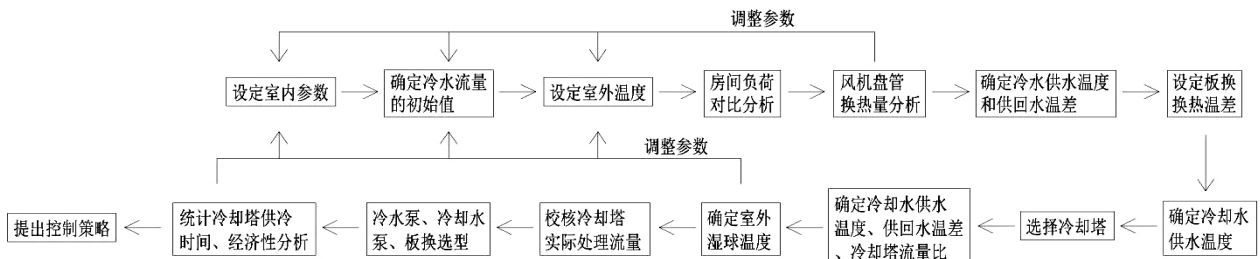 调整参数
设定室内参数
确定冷水流量
的初始值
设定室外温度
房间负荷
对比分析
风机盘管
换热量分析
确定冷水供水温度
和供回水温差
设定板换
换热温差
调整参数
提出控制策略
统计冷却塔供冷
时间、经济性分析
冷水泵、冷却水
泵、板换选型
校核冷却塔
实际处理流量
确定室外
湿球温度
确定冷却水供水
温度、供回水温差
、冷却塔流量比
选择冷却塔
确定冷却水
供水温度